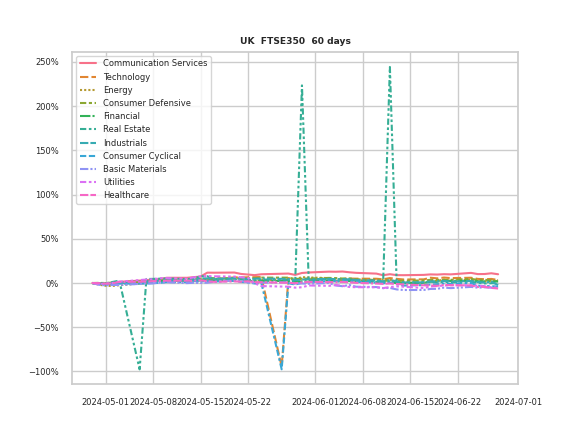 UK  FTSE350  60 days
250%
200%
150%
100%
50%
0%
−50%
−100%
Communication Services
Technology
Energy
Consumer Defensive
Financial
Real Estate
Industrials
Consumer Cyclical
Basic Materials
Utilities
Healthcare
2024-05-01 2024-05-08 2024-05-15 2024-05-22 2024-06-01 2024-06-08 2024-06-15 2024-06-22 2024-07-01